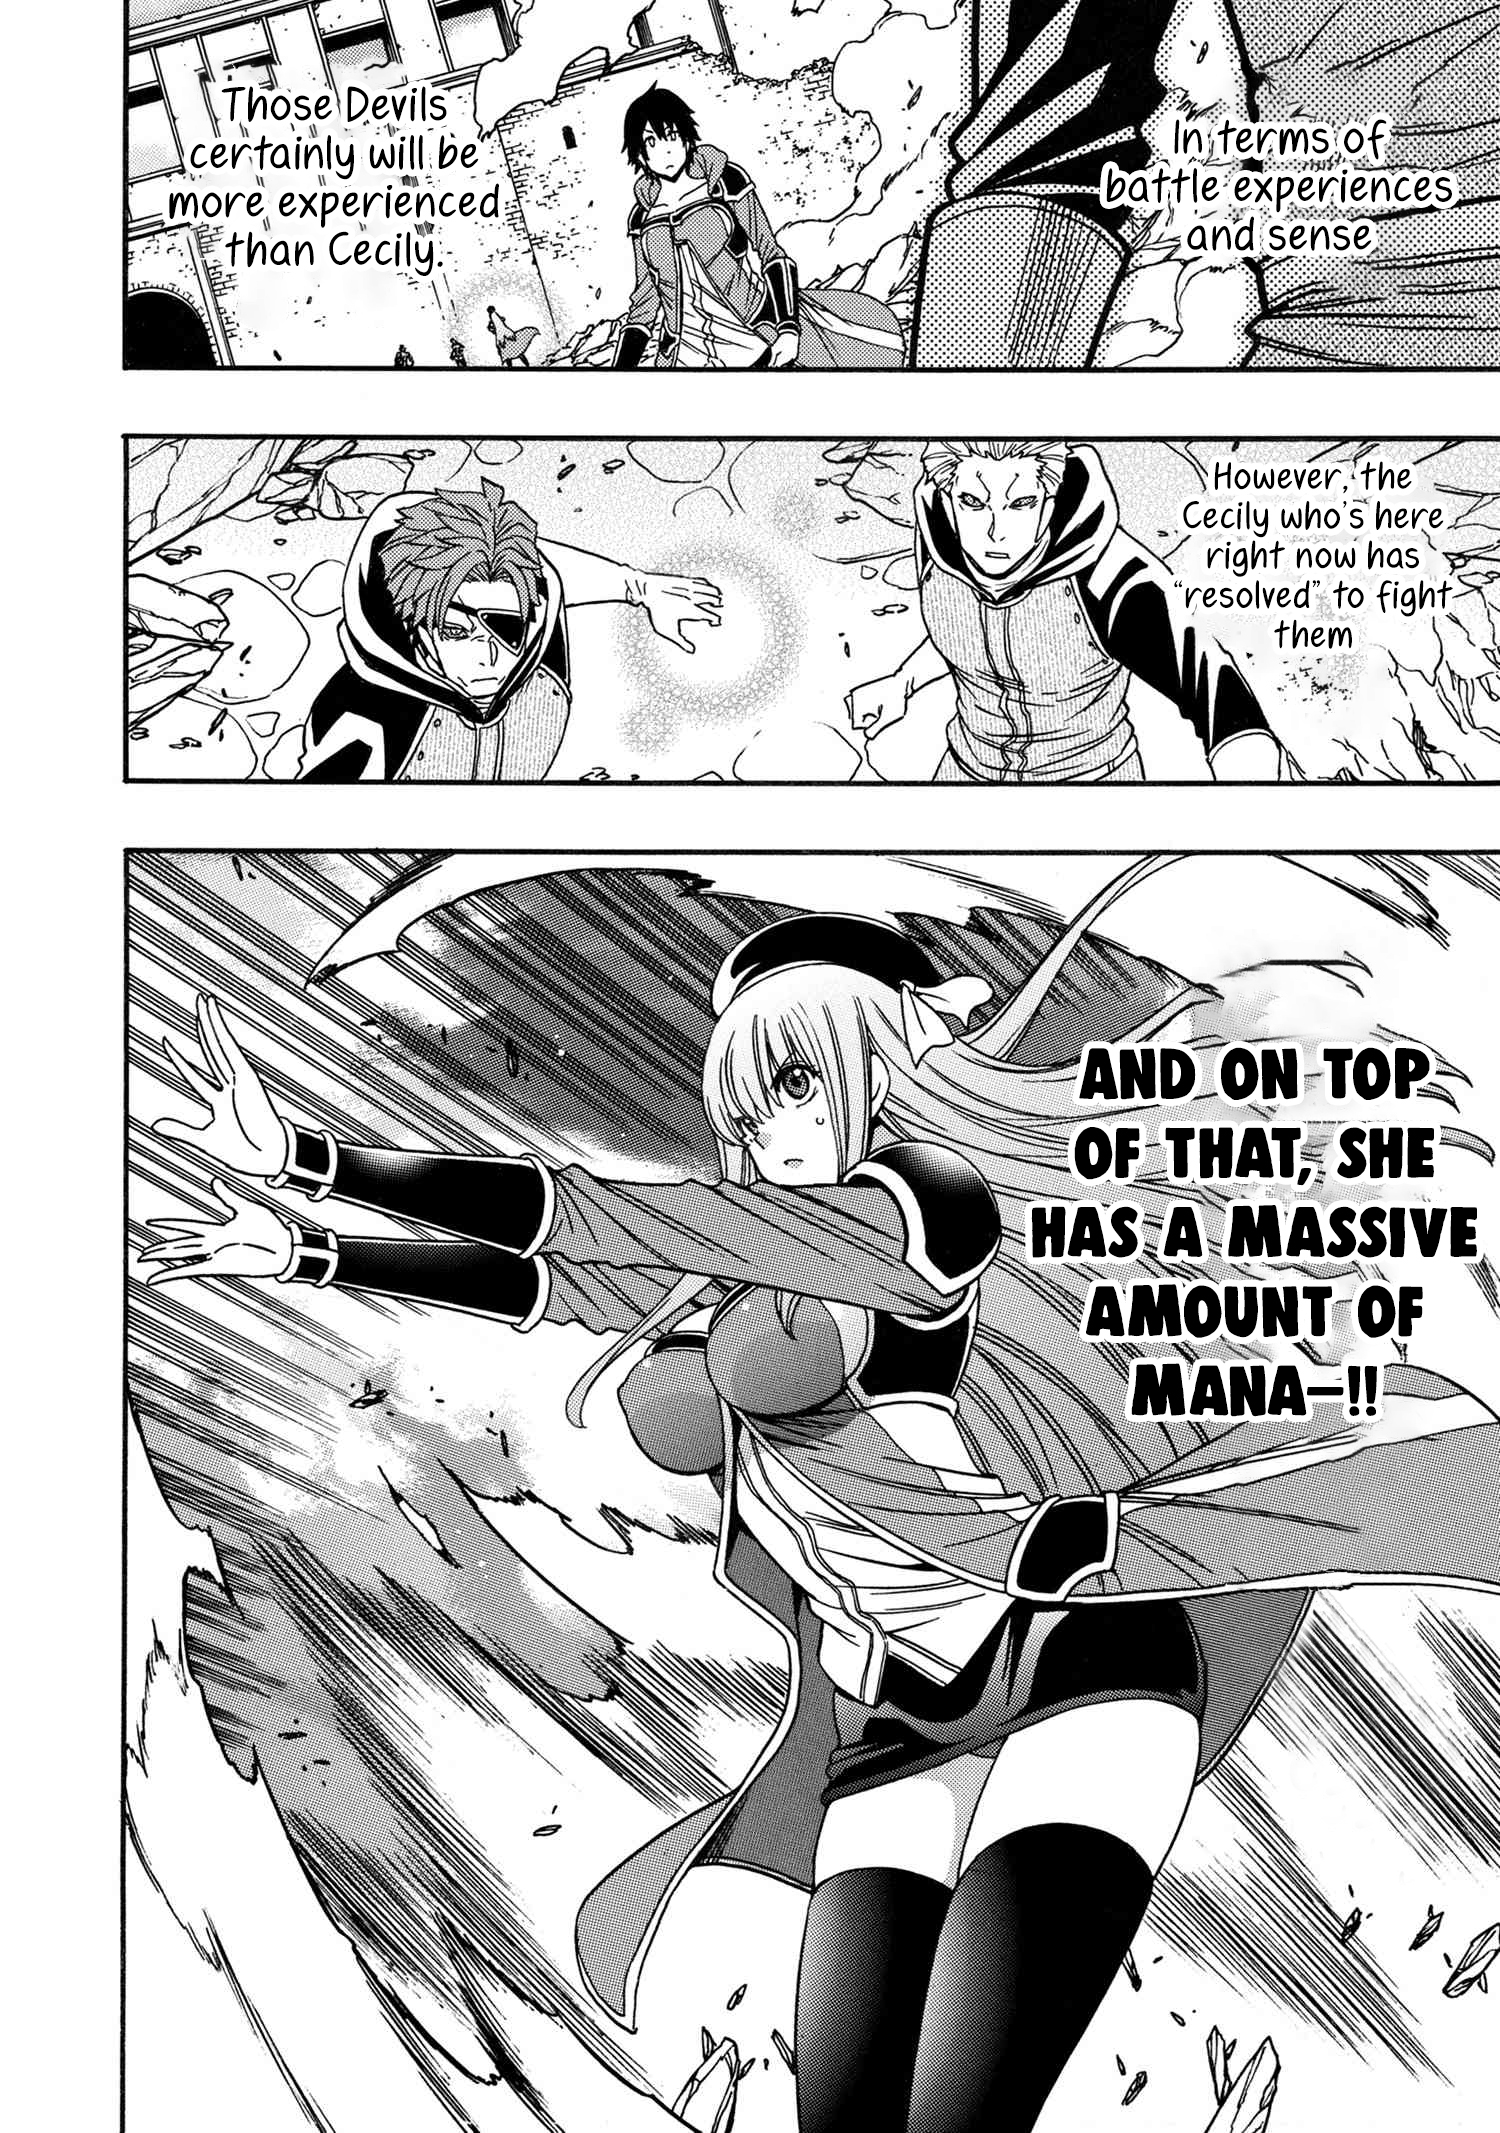 In terms of
battle experiences
and sense
Those Devils
certainly will be
more experienced
than Cecily.
However, the
Cecily who's here
right now has
"resolved" to fight
them
AND ON TOP
OF THAT, SHE
HAS A MASSIVE
AMOUNT OF
MANA—!!